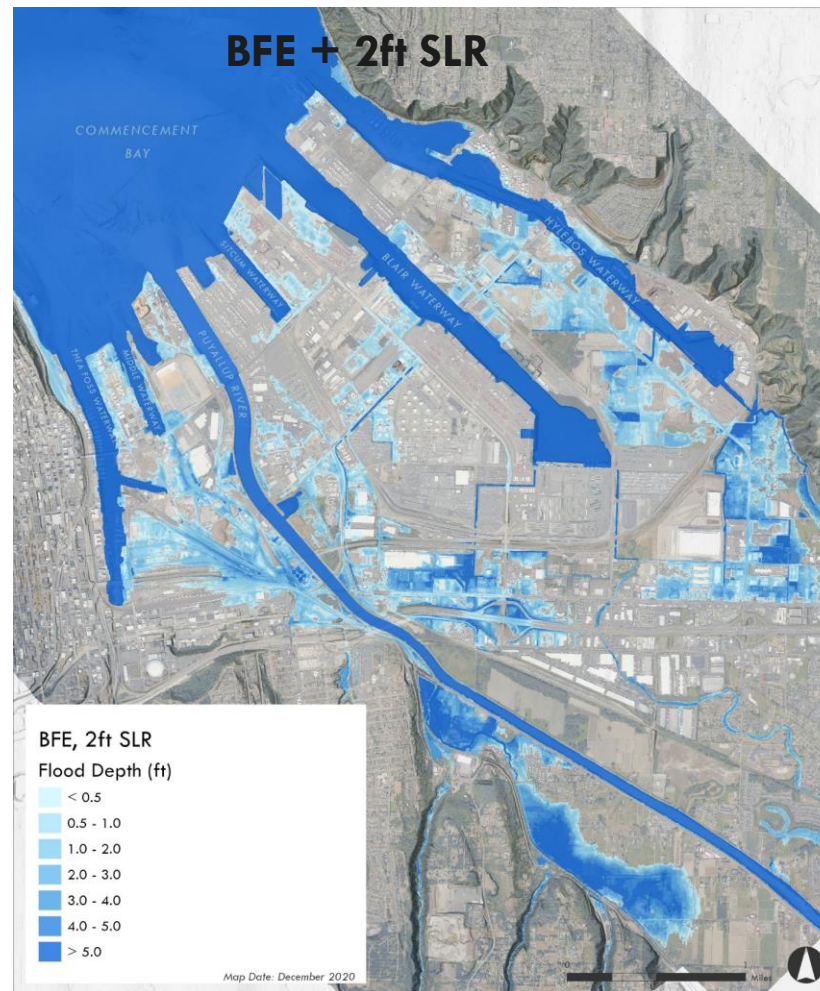 BFE + 2ft SLR
COMMENCEMENT
BAY
HYLEBOS WATERWAY
BLAIR WATERWAY
SITCUM WATERWAY
PUYALLUP RIVER
MIDDLE WATERWAY
THEA FOSS WATERWAY
BFE, 2ft SLR
Flood Depth (ft)
< 0.5
0.5 - 1.0
1.0 - 2.0
2.0 - 3.0
3.0 - 4.0
4.0 - 5.0
> 5.0
Map Date: December 2020
0 1
Miles